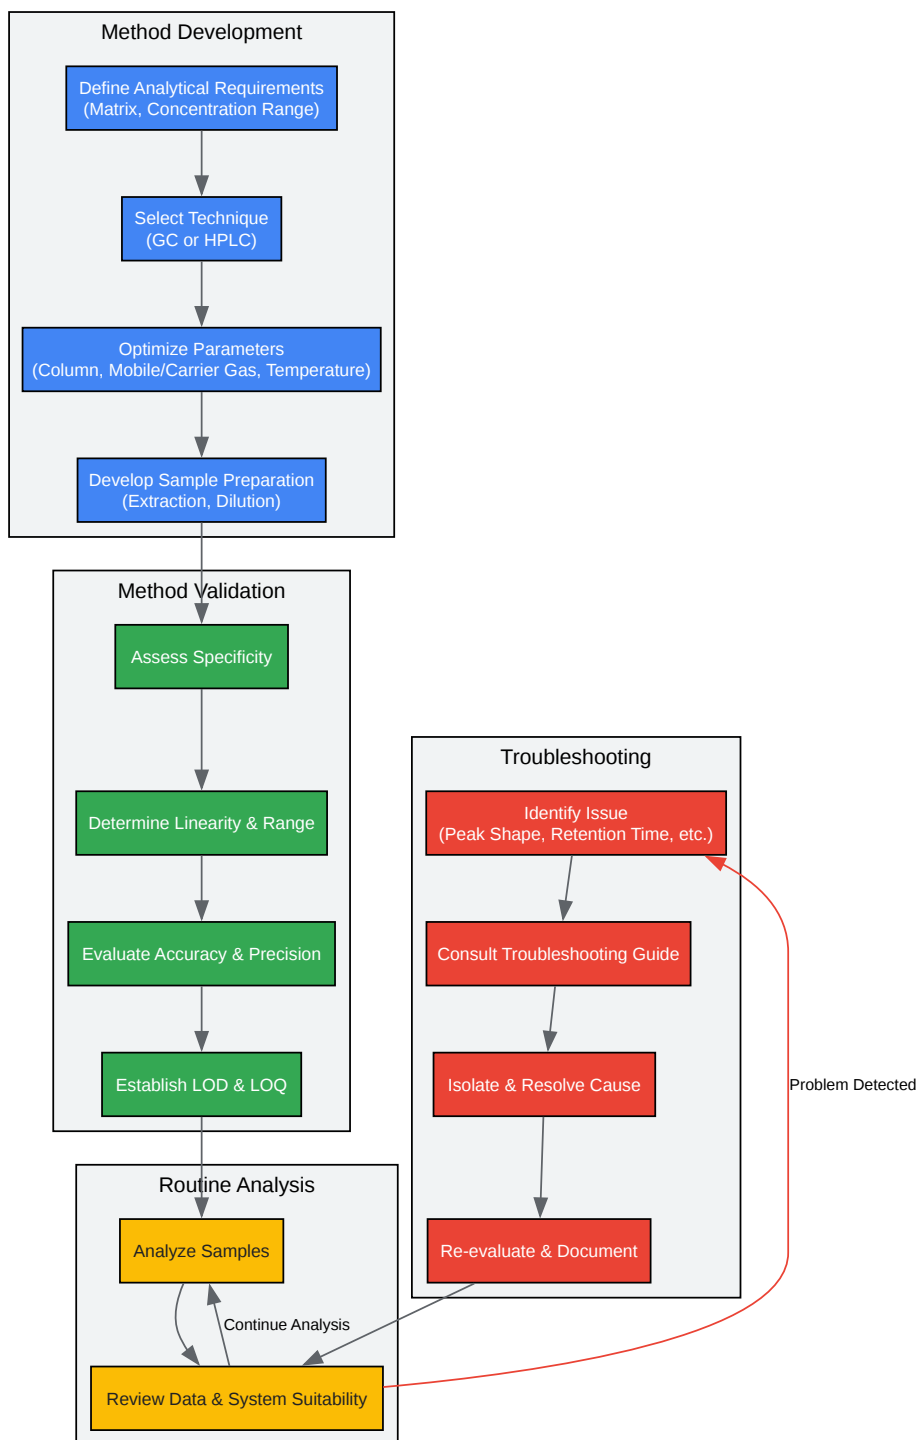 Method Development
Define Analytical Requirements
(Matrix, Concentration Range)
Select Technique
(GC or HPLC)
Optimize Parameters
(Column, Mobile/Carrier Gas, Temperature)
Develop Sample Preparation
(Extraction, Dilution)
Method Validation
Assess Specificity
Determine Linearity & Range
Evaluate Accuracy & Precision
Establish LOD & LOQ
Troubleshooting
Identify Issue
(Peak Shape, Retention Time, etc.)
Consult Troubleshooting Guide
Isolate & Resolve Cause
Re-evaluate & Document
Problem Detected
Routine Analysis
Analyze Samples
Continue Analysis
Review Data & System Suitability